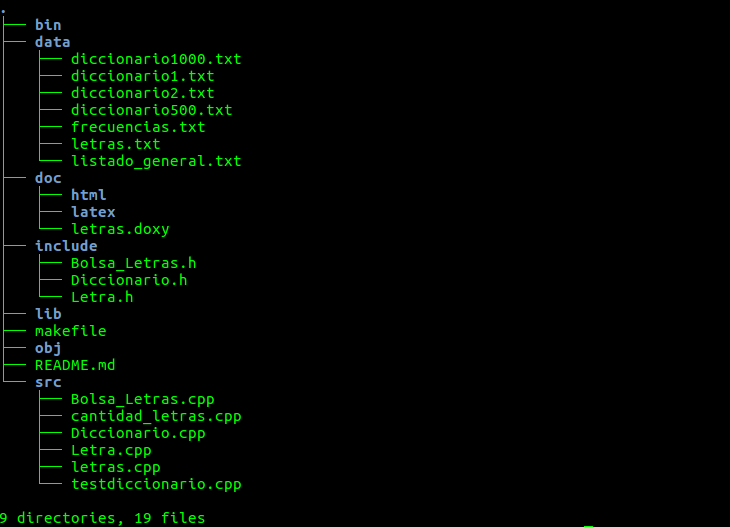 .
├── bin
├── data
│   ├── diccionario1000.txt
│   ├── diccionario1.txt
│   ├── diccionario2.txt
│   ├── diccionario500.txt
│   ├── frecuencias.txt
│   ├── letras.txt
│   └── listado_general.txt
├── doc
│   ├── html
│   ├── latex
│   └── letras.doxy
├── include
│   ├── Bolsa_Letras.h
│   ├── Diccionario.h
│   └── Letra.h
├── lib
├── makefile
├── obj
├── README.md
└── src
    ├── Bolsa_Letras.cpp
    ├── cantidad_letras.cpp
    ├── Diccionario.cpp
    ├── Letra.cpp
    ├── letras.cpp
    └── testdiccionario.cpp

9 directories, 19 files